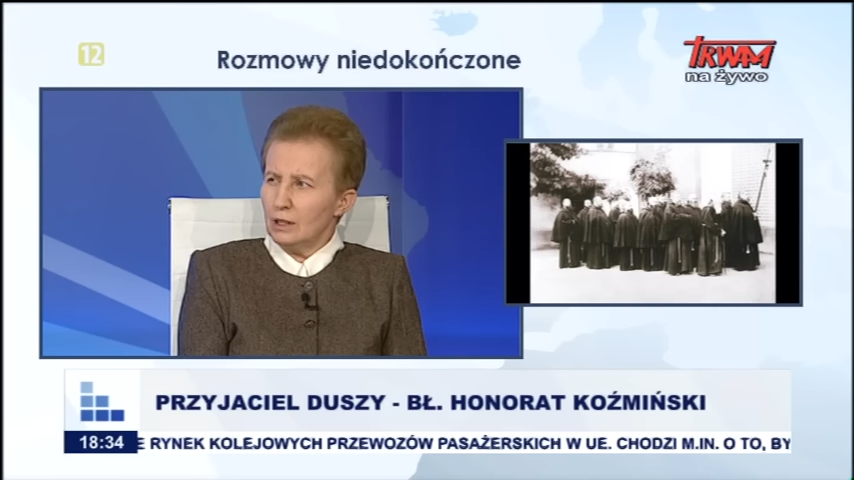 12
Rozmowy niedokończone
TRWAM
na żywo
PRZYJACIEL DUSZY - BŁ. HONORAT KOŹMIŃSKI
18:34
E RYNEK KOLEJOWYCH PRZEWOZÓW PASAŻERSKICH W UE. CHODZI M.IN. O TO, BY